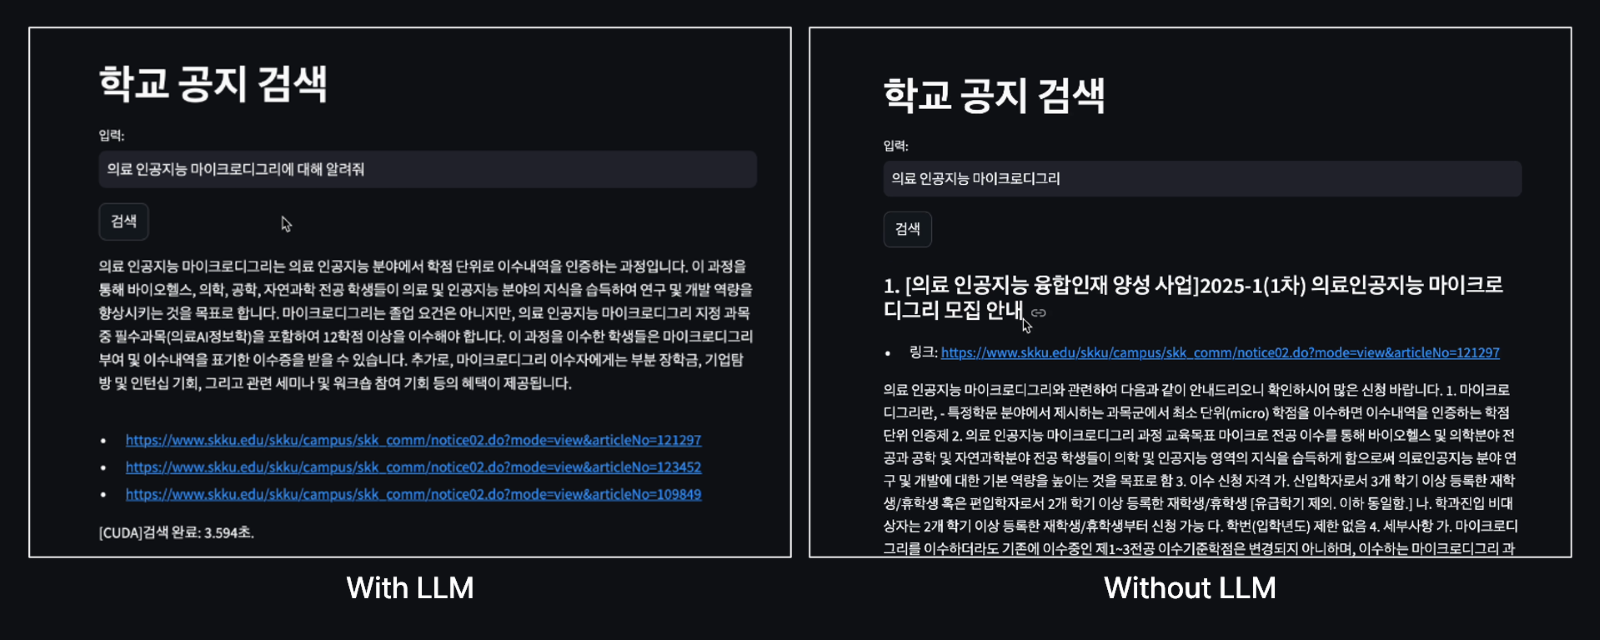 학교 공지 검색
입력:
의료 인공지능 마이크로디그리에 대해 알려줘
검색
의료 인공지능 마이크로디그리는 의료 인공지능 분야에서 학점 단위로 이수내역을 인증하는 과정입니다. 이 과정을
통해 바이오헬스, 의학, 공학, 자연과학 전공 학생들이 의료 및 인공지능 분야의 지식을 습득하여 연구 및 개발 역량을
향상시키는 것을 목표로 합니다. 마이크로디그리는 졸업 요건은 아니지만, 의료 인공지능 마이크로디그리 지정 과목
중 필수과목(의료AI정보학)을 포함하여 12학점 이상을 이수해야 합니다. 이 과정을 이수한 학생들은 마이크로디그리
부여 및 이수내역을 표기한 이수증을 받을 수 있습니다. 추가로, 마이크로디그리 이수자에게는 부분 장학금, 기업탐
방 및 인턴십 기회, 그리고 관련 세미나 및 워크숍 참여 기회 등의 혜택이 제공됩니다.
• https://www.skku.edu/skku/campus/skk_comm/notice02.do?mode=view&articleNo=121297
• https://www.skku.edu/skku/campus/skk_comm/notice02.do?mode=view&articleNo=123452
• https://www.skku.edu/skku/campus/skk_comm/notice02.do?mode=view&articleNo=109849
[CUDA]검색 완료: 3.594초.
With LLM
학교 공지 검색
입력:
의료 인공지능 마이크로디그리
검색
1. [의료 인공지능 융합인재 양성 사업]2025-1(1차) 의료인공지능 마이크로
디그리 모집 안내
• 링크: https://www.skku.edu/skku/campus/skk_comm/notice02.do?mode=view&articleNo=121297
의료 인공지능 마이크로디그리와 관련하여 다음과 같이 안내드리오니 확인하시어 많은 신청 바랍니다. 1. 마이크로
디그리란, - 특정학문 분야에서 제시하는 과목군에서 최소 단위(micro) 학점을 이수하면 이수내역을 인증하는 학점
단위 인증제 2. 의료 인공지능 마이크로디그리 과정 교육목표 마이크로 전공 이수를 통해 바이오헬스 및 의학분야 전
공과 공학 및 자연과학분야 전공 학생들이 의학 및 인공지능 영역의 지식을 습득하게 함으로써 의료인공지능 분야 연
구 및 개발에 대한 기본 역량을 높이는 것을 목표로 함 3. 이수 신청 자격 가. 신입학자로서 3개 학기 이상 등록한 재학
생/휴학생 혹은 편입학자로서 2개 학기 이상 등록한 재학생/휴학생 [유급학기 제외. 이하 동일함.] 나. 학과진입 비대
상자는 2개 학기 이상 등록한 재학생/휴학생부터 신청 가능 다. 학번(입학년도) 제한 없음 4. 세부사항 가. 마이크로디
그리를 이수하더라도 기존에 이수중인 제1~3전공 이수기준학점은 변경되지 아니하며, 이수하는 마이크로디그리 과
Without LLM